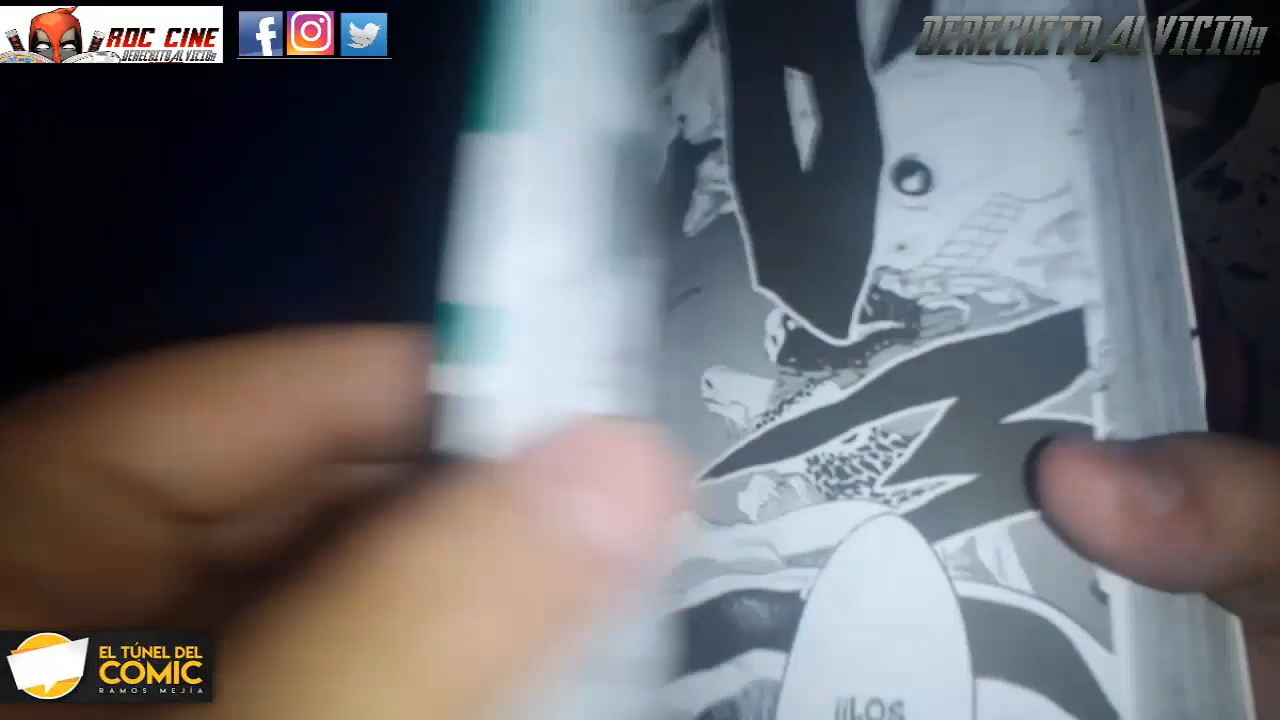 ROC CINE
DERECHITO AL VICIO!!
DERECHITO AL VICIO!!
¡¡LOS
EL TÚNEL DEL
COMIC
RAMOS MEJÍA